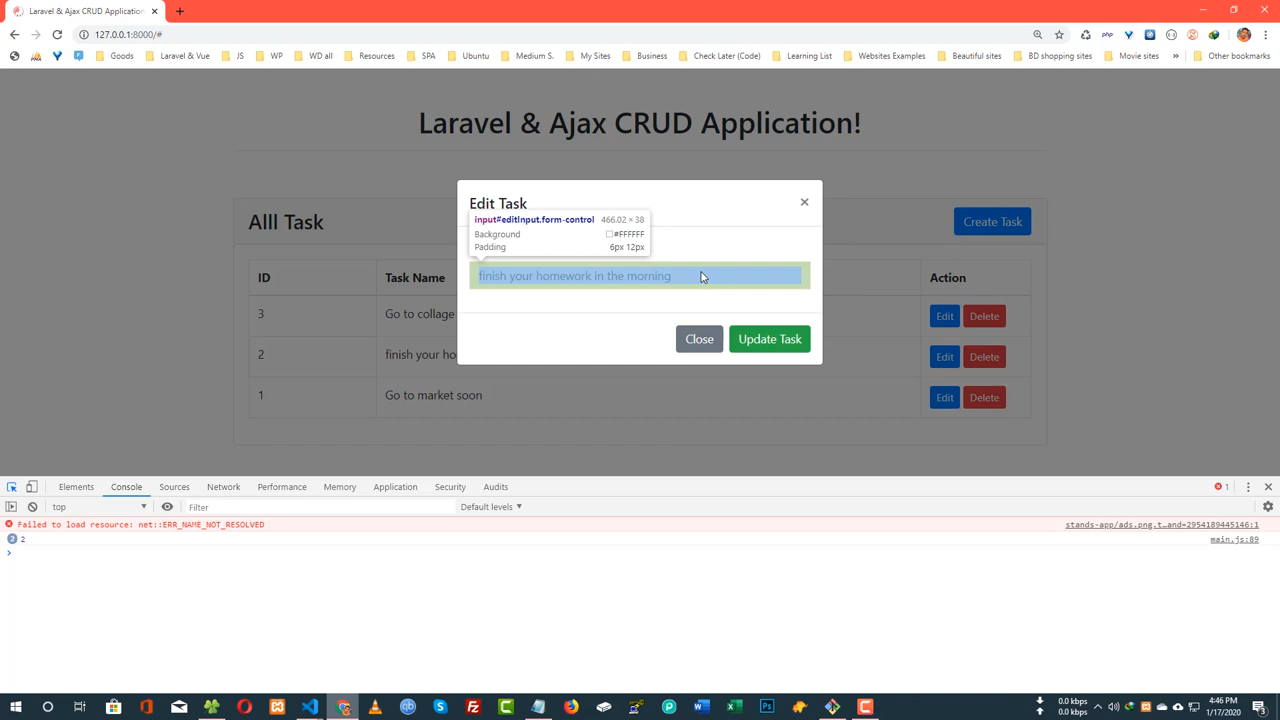 Laravel & Ajax CRUD Application
127.0.0.1:8000/#
php
Goods
Laravel & Vue
JS
WP
WD all
Resources
SPA
Ubuntu
Medium S.
My Sites
Business
Check Later (Code)
Learning List
Websites Examples
Beautiful sites
BD shopping sites
Movie sites
»
Other bookmarks
Laravel & Ajax CRUD Application!
Edit Task
×
input#editInput.form-control 466.02 × 38
Background #FFFFFF
Padding 6px 12px
finish your homework in the morning
Close
Update Task
Alll Task
Create Task
ID Task Name Action
3 Go to collage Edit Delete
2 finish your ho Edit Delete
1 Go to market soon Edit Delete
Elements Console Sources Network Performance Memory Application Security Audits 1
top Filter Default levels
Failed to load resource: net::ERR_NAME_NOT_RESOLVED stands-app/ads.png.t…and=2954189445146:1
2 2 main.js:89
0.0 kbps
0.0 kbps
4:46 PM
1/17/2020
3